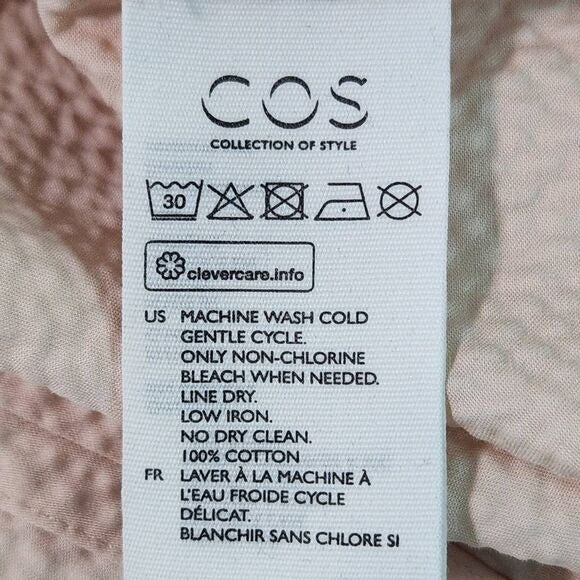 COS
COLLECTION OF STYLE
30
clevercare.info
US MACHINE WASH COLD
GENTLE CYCLE.
ONLY NON-CHLORINE
BLEACH WHEN NEEDED.
LINE DRY.
LOW IRON.
NO DRY CLEAN.
100% COTTON
FR LAVER À LA MACHINE À
L'EAU FROIDE CYCLE
DÉLICAT.
BLANCHIR SANS CHLORE SI